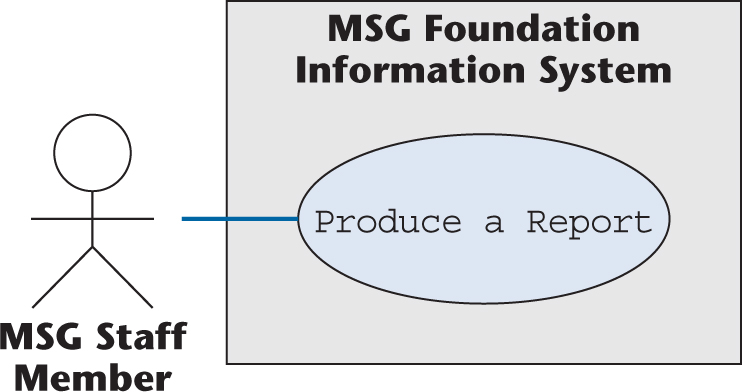 MSG Foundation
Information System
Produce a Report
MSG Staff
Member